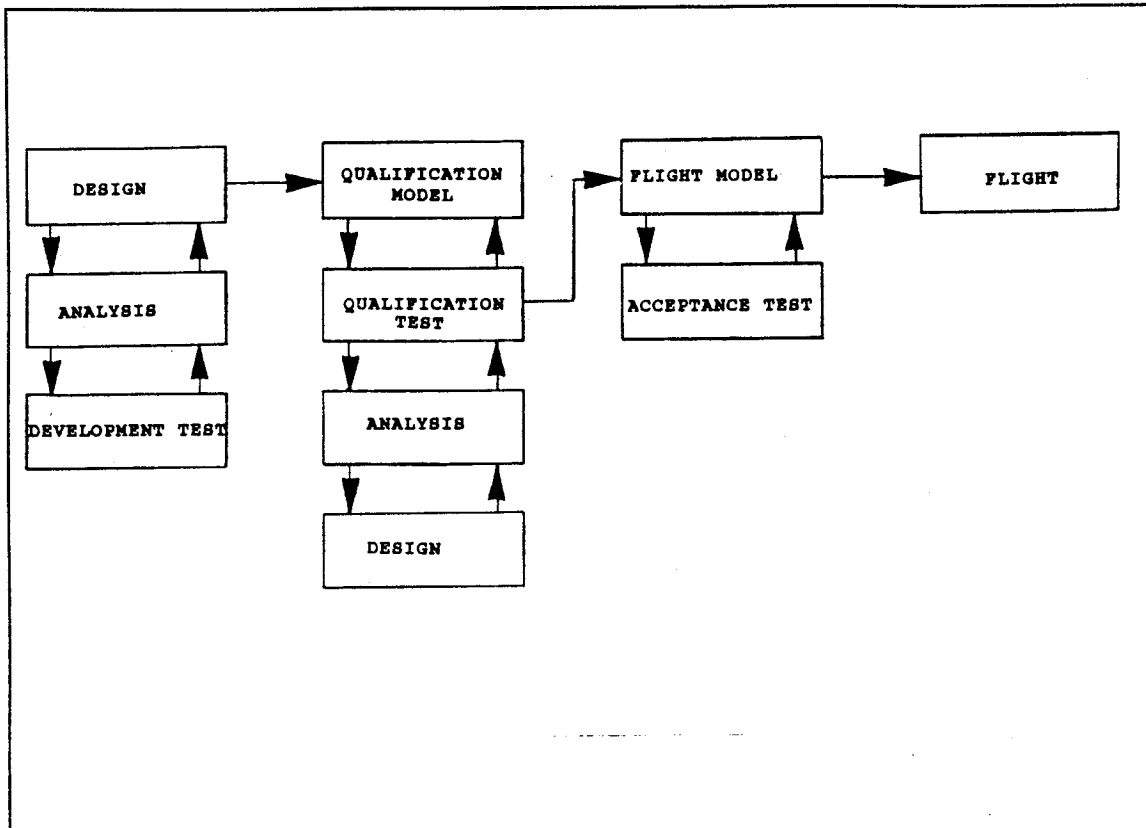 DESIGN
ANALYSIS
DEVELOPMENT TEST
QUALIFICATION
MODEL
QUALIFICATION
TEST
ANALYSIS
DESIGN
FLIGHT MODEL
ACCEPTANCE TEST
FLIGHT